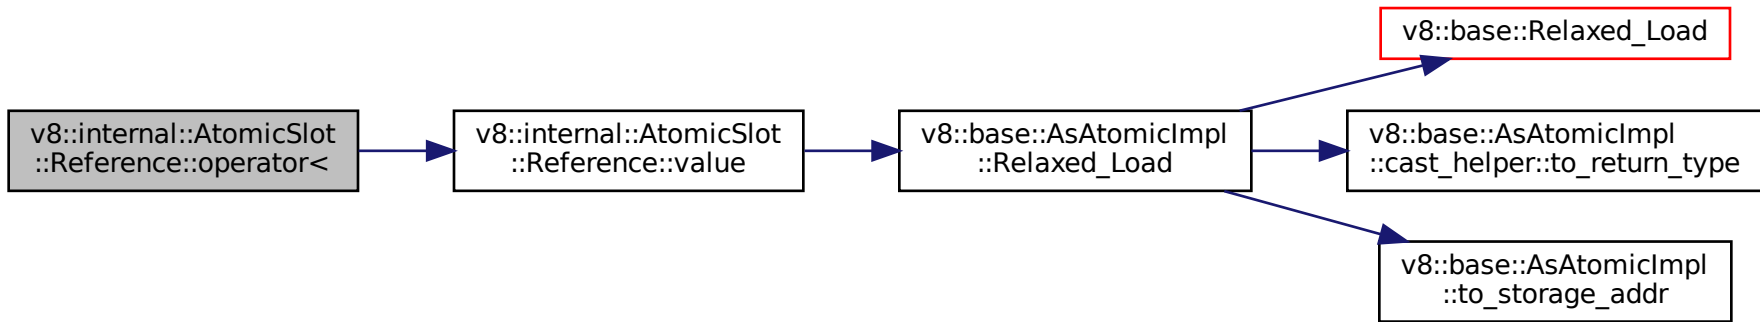 v8::internal::AtomicSlot
::Reference::operator<
v8::internal::AtomicSlot
::Reference::value
v8::base::AsAtomicImpl
::Relaxed_Load
v8::base::Relaxed_Load
v8::base::AsAtomicImpl
::cast_helper::to_return_type
v8::base::AsAtomicImpl
::to_storage_addr